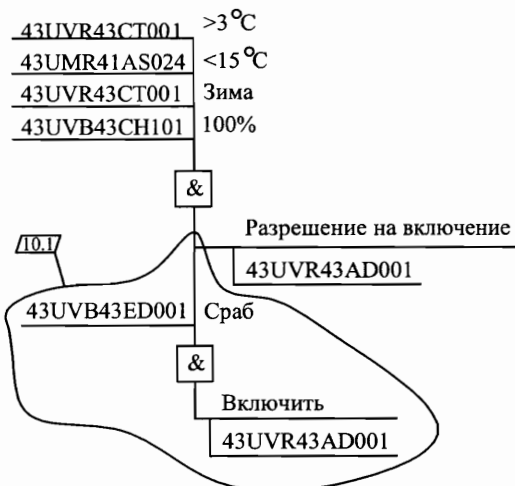 43UVR43CT001 >3°C
43UMR41AS024 <15°C
43UVR43CT001 Зима
43UVB43CH101 100%
&
Разрешение на включение
10.1
43UVR43AD001
43UVB43ED001 Сраб
&
Включить
43UVR43AD001